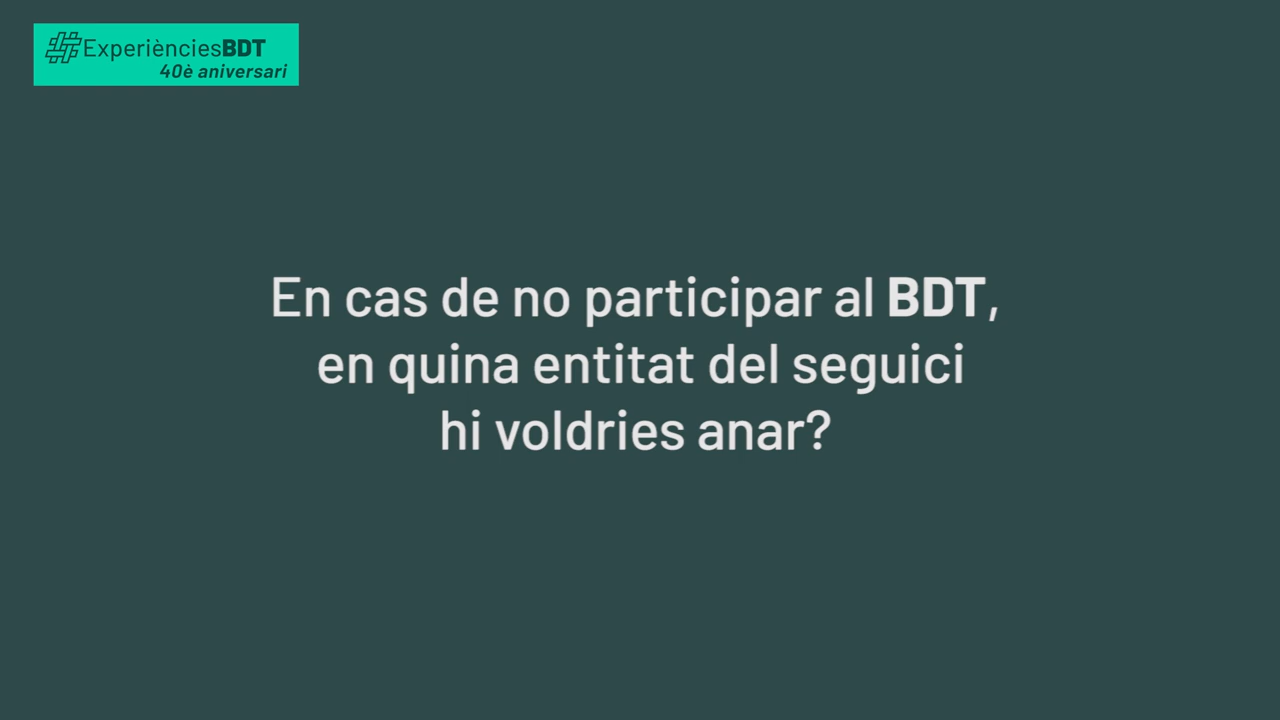 #ExperiènciesBDT
40è aniversari
En cas de no participar al BDT,
en quina entitat del seguici
hi voldries anar?